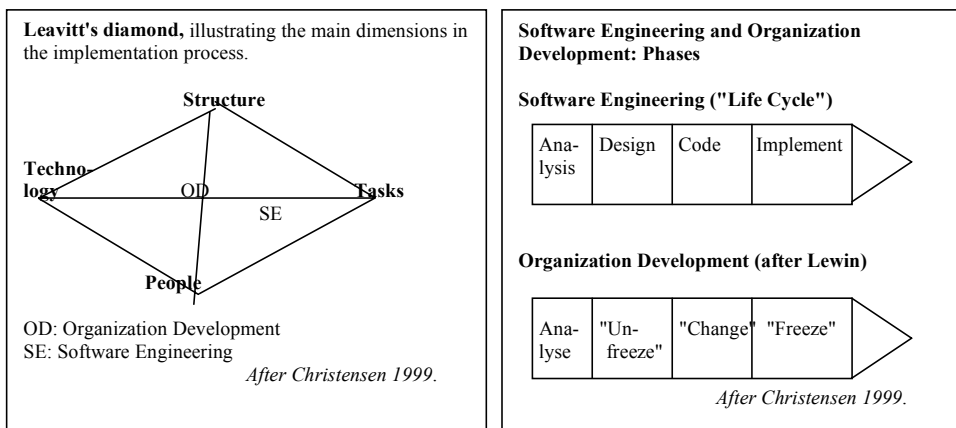 Leavitt's diamond, illustrating the main dimensions in
the implementation process.
Structure
Techno-
logy
OD
Tasks
SE
People
OD: Organization Development
SE: Software Engineering
After Christensen 1999.
Software Engineering and Organization
Development: Phases
Software Engineering ("Life Cycle")
Ana-
lysis
Design
Code
Implement
Organization Development (after Lewin)
Ana-
lyse
"Un-
freeze"
"Change"
"Freeze"
After Christensen 1999.